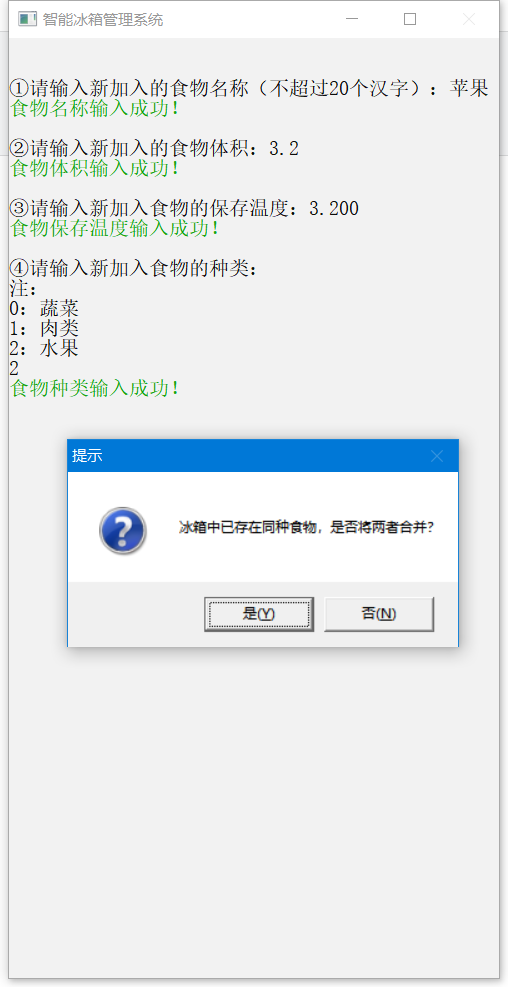 智能冰箱管理系统
①请输入新加入的食物名称（不超过20个汉字）：苹果
食物名称输入成功！
②请输入新加入的食物体积：3.2
食物体积输入成功！
③请输入新加入食物的保存温度：3.200
食物保存温度输入成功！
④请输入新加入食物的种类：
注：
0：蔬菜
1：肉类
2：水果
2
食物种类输入成功！
提示
冰箱中已存在同种食物，是否将两者合并？
是(Y) 否(N)